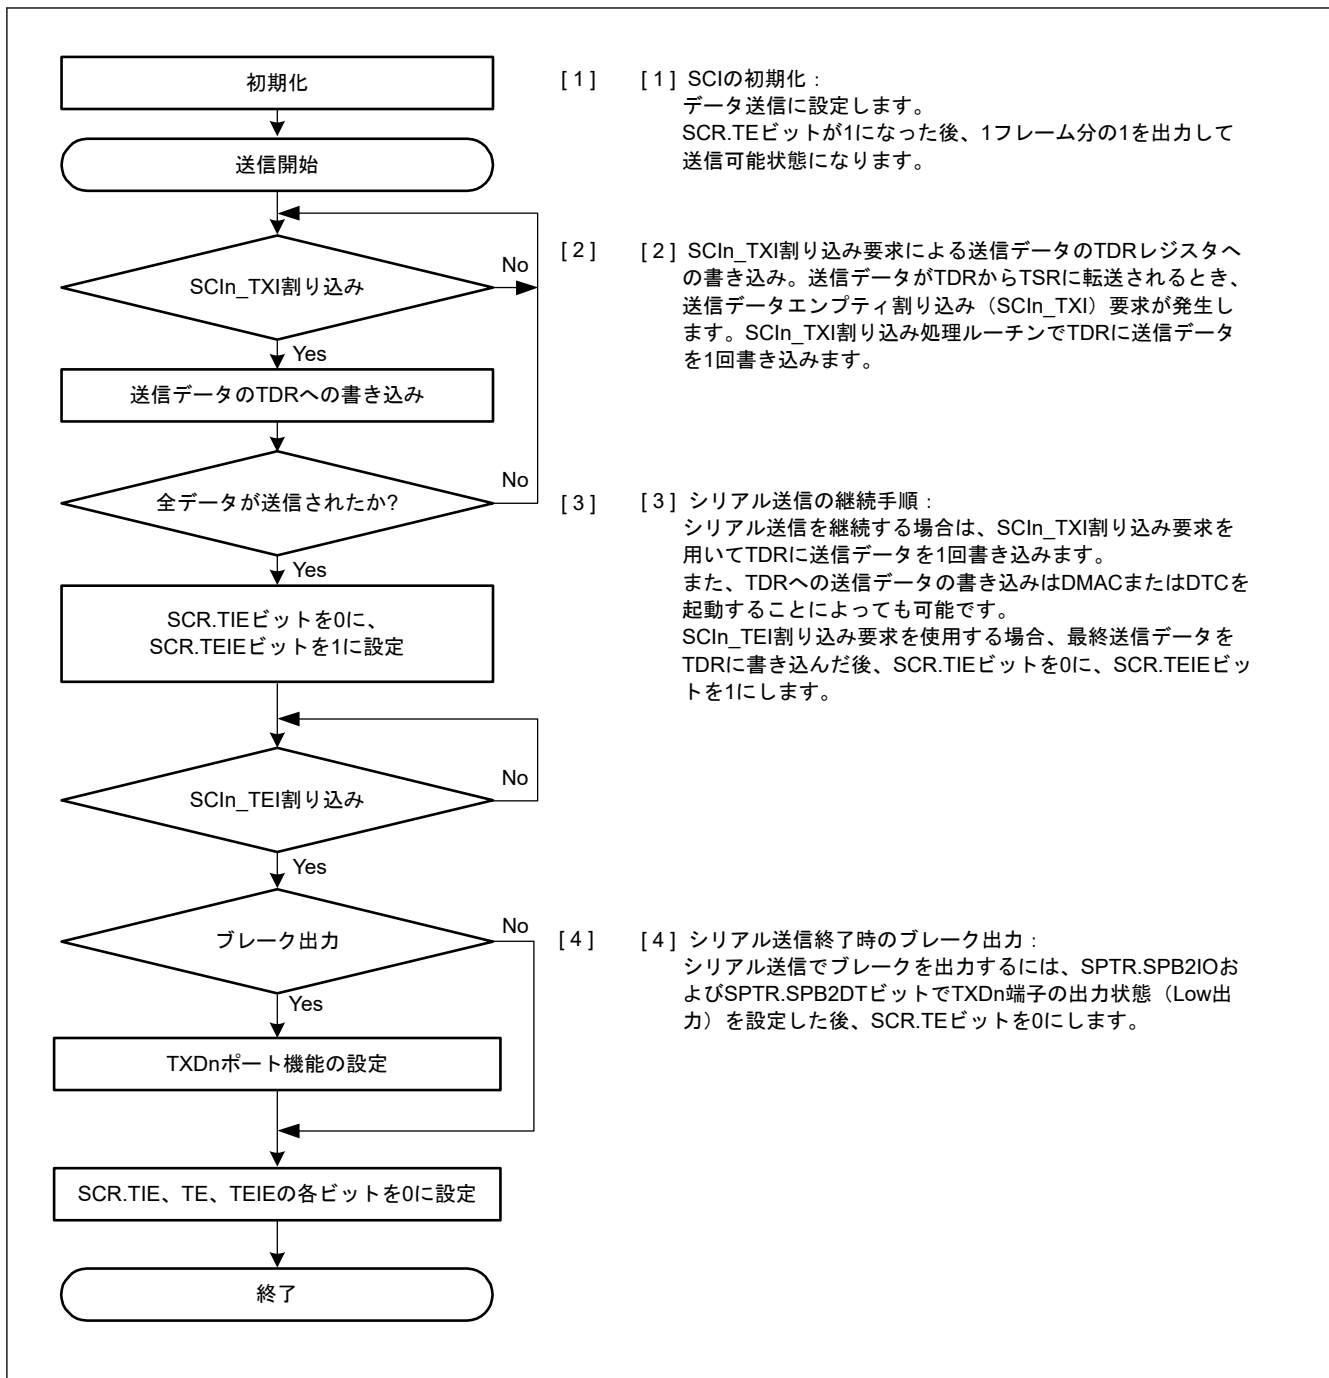 初期化
[ 1 ]
[ 1 ] SCIの初期化：
データ送信に設定します。
SCR.TEビットが1になった後、1フレーム分の1を出力して
送信可能状態になります。
送信開始
SCIn_TXI割り込み
No
Yes
[ 2 ]
[ 2 ] SCIn_TXI割り込み要求による送信データのTDRレジスタへ
の書き込み。送信データがTDRからTSRに転送されるとき、
送信データエンプティ割り込み（SCIn_TXI）要求が発生し
ます。SCIn_TXI割り込み処理ルーチンでTDRに送信データ
を1回書き込みます。
送信データのTDRへの書き込み
全データが送信されたか?
No
Yes
[ 3 ]
[ 3 ] シリアル送信の継続手順：
シリアル送信を継続する場合は、SCIn_TXI割り込み要求を
用いてTDRに送信データを1回書き込みます。
また、TDRへの送信データの書き込みはDMACまたはDTCを
起動することによっても可能です。
SCIn_TEI割り込み要求を使用する場合、最終送信データを
TDRに書き込んだ後、SCR.TIEビットを0に、SCR.TEIEビッ
トを1にします。
SCR.TIEビットを0に、
SCR.TEIEビットを1に設定
SCIn_TEI割り込み
No
Yes
ブレーク出力
No
Yes
[ 4 ]
[ 4 ] シリアル送信終了時のブレーク出力：
シリアル送信でブレークを出力するには、SPTR.SPB2IOお
よびSPTR.SPB2DTビットでTXDn端子の出力状態（Low出
力）を設定した後、SCR.TEビットを0にします。
TXDnポート機能の設定
SCR.TIE、TE、TEIEの各ビットを0に設定
終了